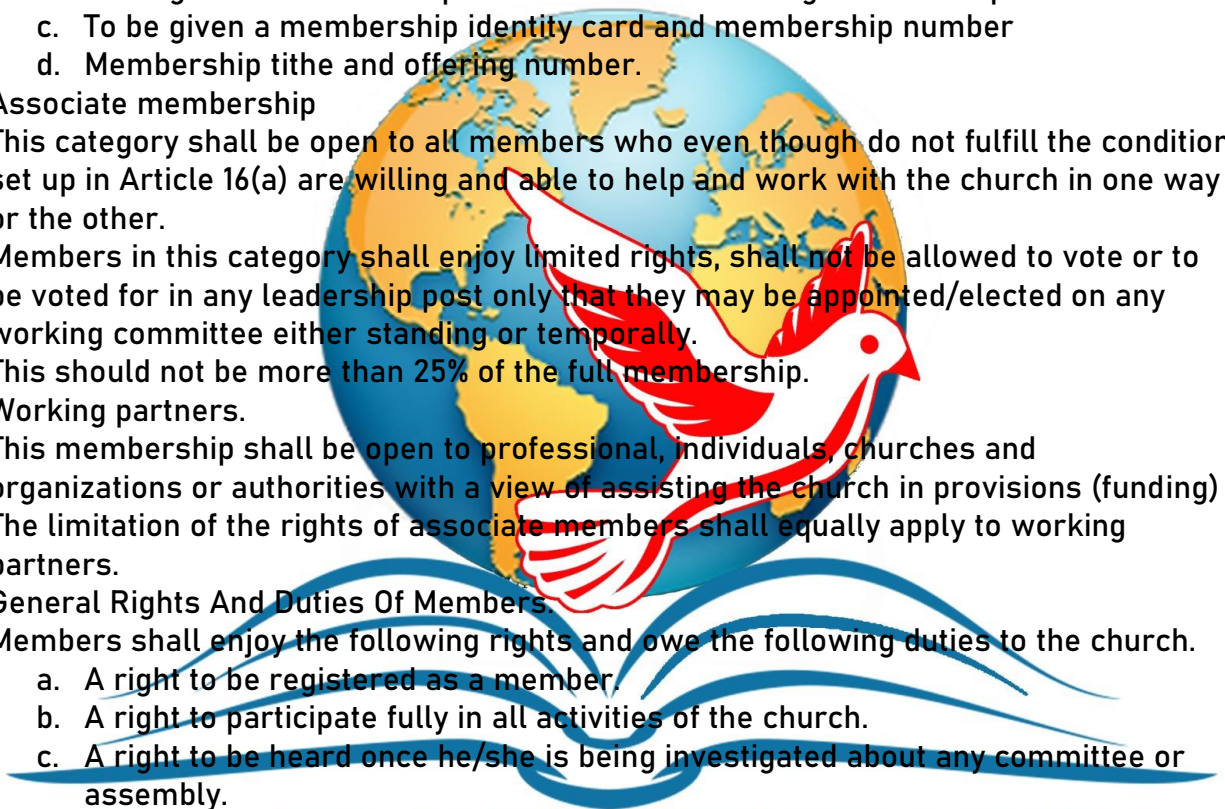 c. To be given a membership identity card and membership number
d. Membership tithe and offering number.
Associate membership
This category shall be open to all members who even though do not fulfill the condition
set up in Article 16(a) are willing and able to help and work with the church in one way
or the other.
Members in this category shall enjoy limited rights, shall not be allowed to vote or to
be voted for in any leadership post only that they may be appointed/elected on any
working committee either standing or temporally.
This should not be more than 25% of the full membership.
Working partners.
This membership shall be open to professional, individuals, churches and
organizations or authorities with a view of assisting the church in provisions (funding)
The limitation of the rights of associate members shall equally apply to working
partners.
General Rights And Duties Of Members.
Members shall enjoy the following rights and owe the following duties to the church.
a. A right to be registered as a member.
b. A right to participate fully in all activities of the church.
c. A right to be heard once he/she is being investigated about any committee or
assembly.